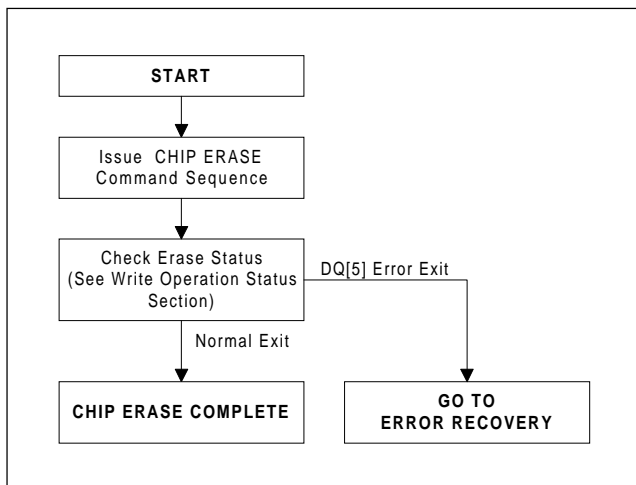 START
Issue CHIP ERASE
Command Sequence
Check Erase Status
(See Write Operation Status
Section)
DQ[5] Error Exit
Normal Exit
CHIP ERASE COMPLETE
GO TO
ERROR RECOVERY